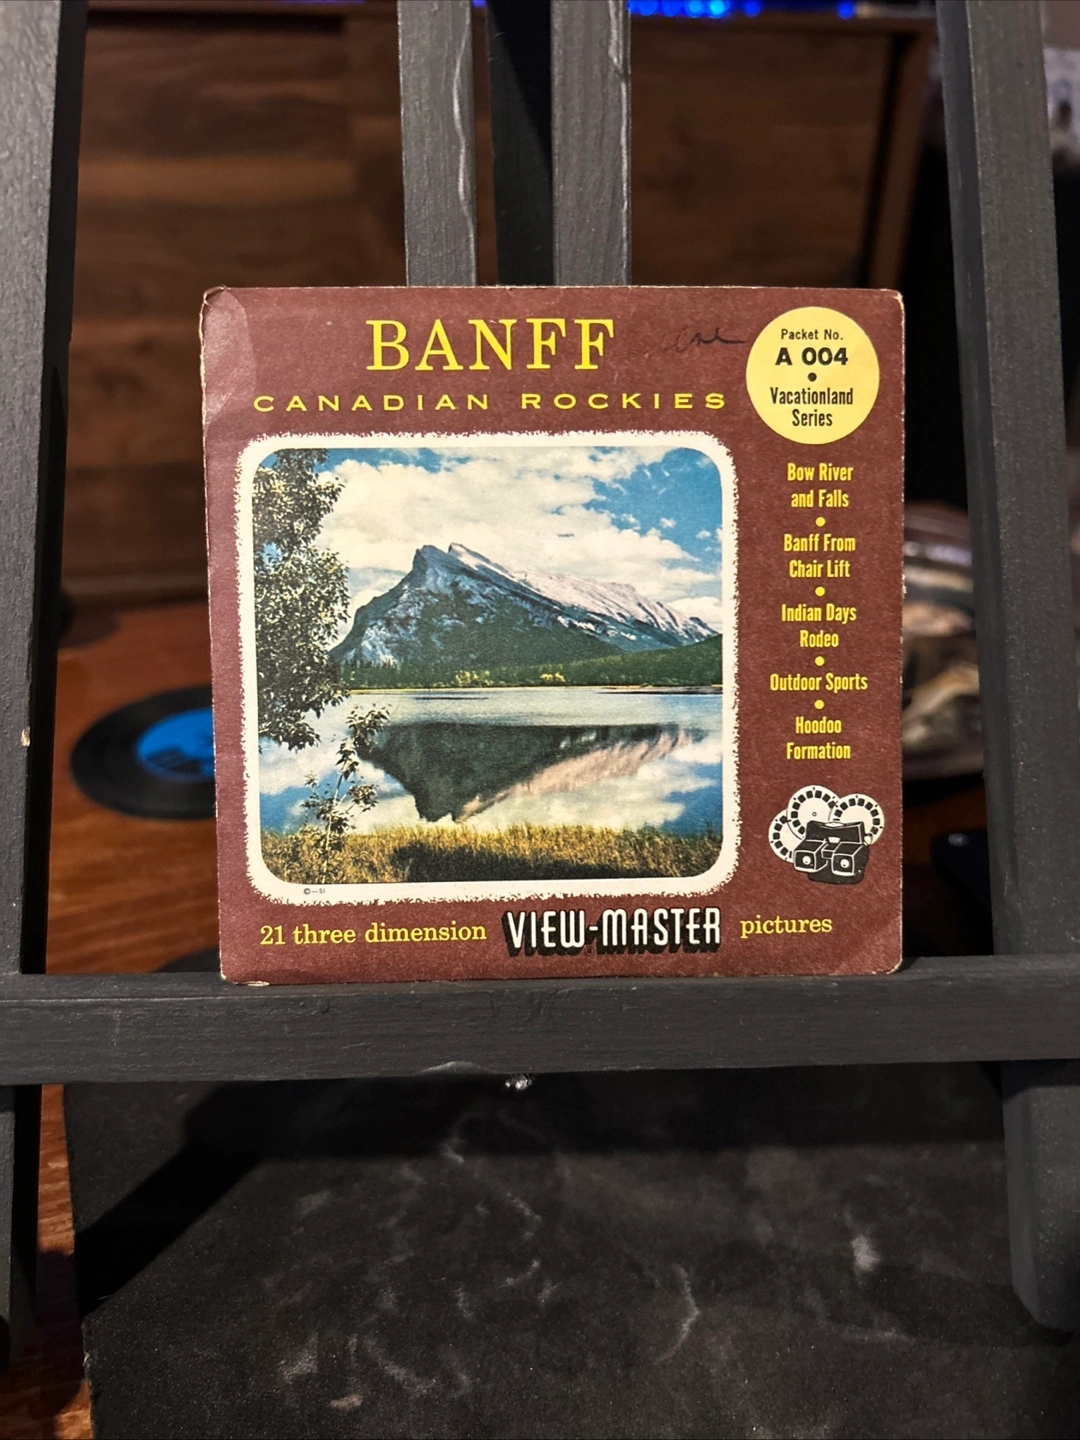 BANFF
CANADIAN ROCKIES
Packet No.
A 004
•
Vacationland
Series
Bow River
and Falls
•
Banff From
Chair Lift
•
Indian Days
Rodeo
•
Outdoor Sports
•
Hoodoo
Formation
©—SI
21 three dimension VIEW-MASTER pictures